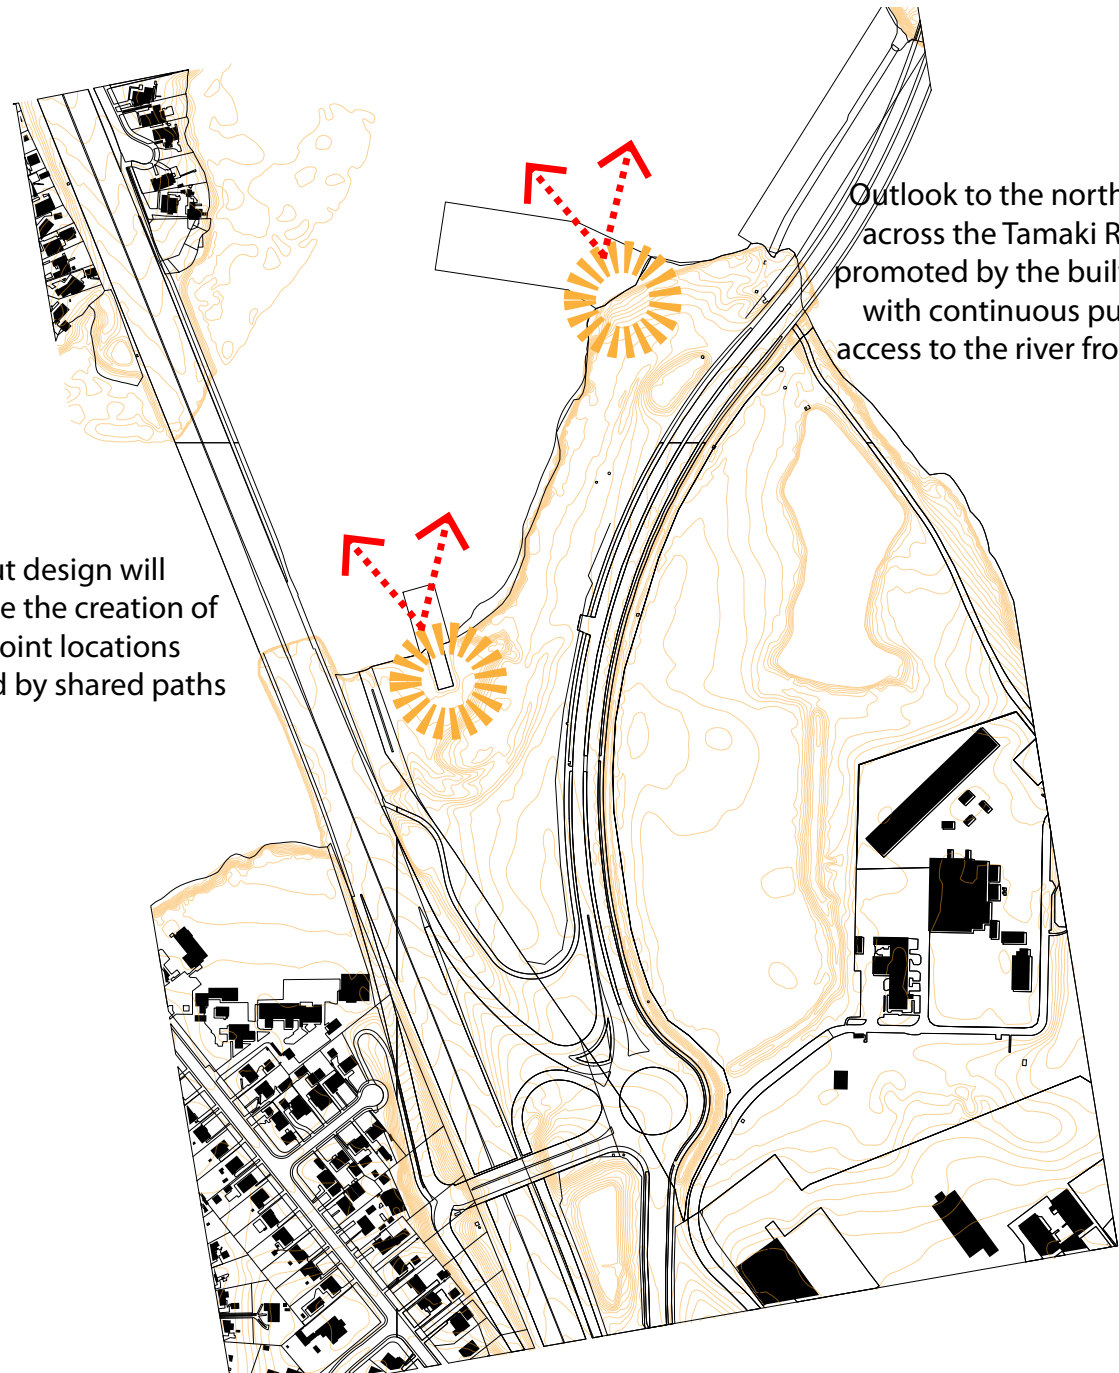 Outlook to the north
across the Tamaki R
promoted by the buil
with continuous pu
access to the river fro
ut design will
e the creation of
oint locations
d by shared paths